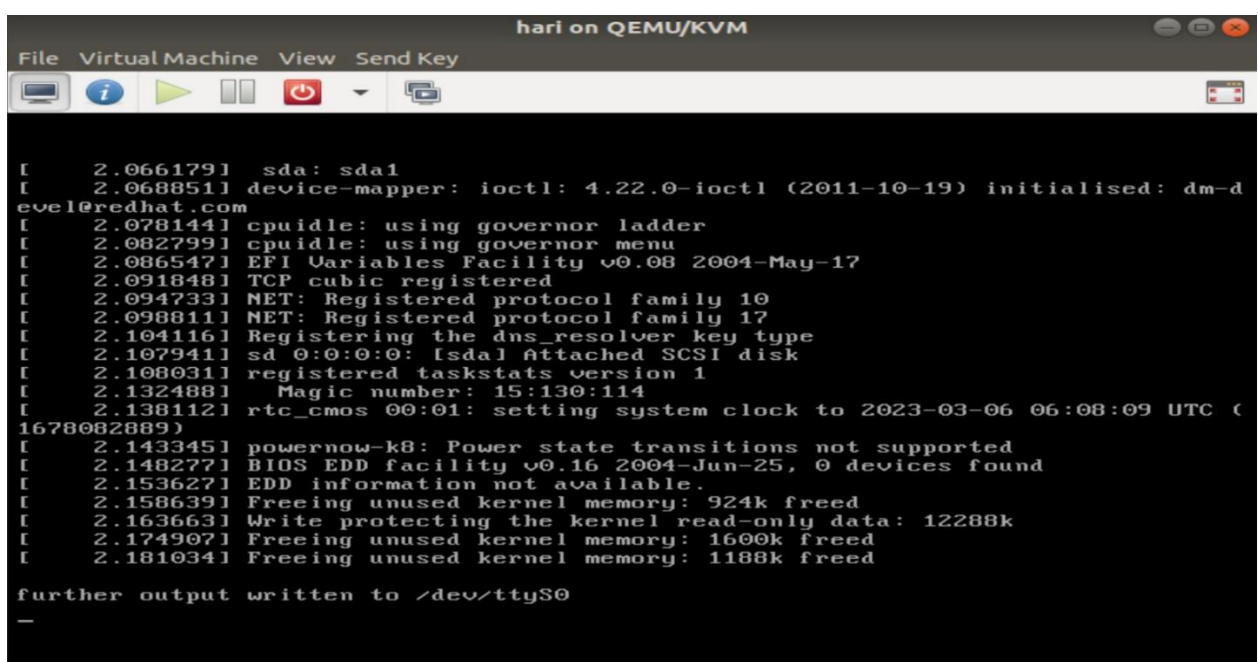 hari on QEMU/KVM
File Virtual Machine View Send Key
[    2.066179]  sda: sda1
[    2.068851] device-mapper: ioctl: 4.22.0-ioctl (2011-10-19) initialised: dm-d
evel@redhat.com
[    2.078144] cpuidle: using governor ladder
[    2.082799] cpuidle: using governor menu
[    2.086547] EFI Variables Facility v0.08 2004-May-17
[    2.091848] TCP cubic registered
[    2.094733] NET: Registered protocol family 10
[    2.098811] NET: Registered protocol family 17
[    2.104116] Registering the dns_resolver key type
[    2.107941] sd 0:0:0:0: [sda] Attached SCSI disk
[    2.108031] registered taskstats version 1
[    2.132488]   Magic number: 15:130:114
[    2.138112] rtc_cmos 00:01: setting system clock to 2023-03-06 06:08:09 UTC (
1678082889)
[    2.143345] powernow-k8: Power state transitions not supported
[    2.148277] BIOS EDD facility v0.16 2004-Jun-25, 0 devices found
[    2.153627] EDD information not available.
[    2.158639] Freeing unused kernel memory: 924k freed
[    2.163663] Write protecting the kernel read-only data: 12288k
[    2.174907] Freeing unused kernel memory: 1600k freed
[    2.181034] Freeing unused kernel memory: 1188k freed
further output written to /dev/ttyS0